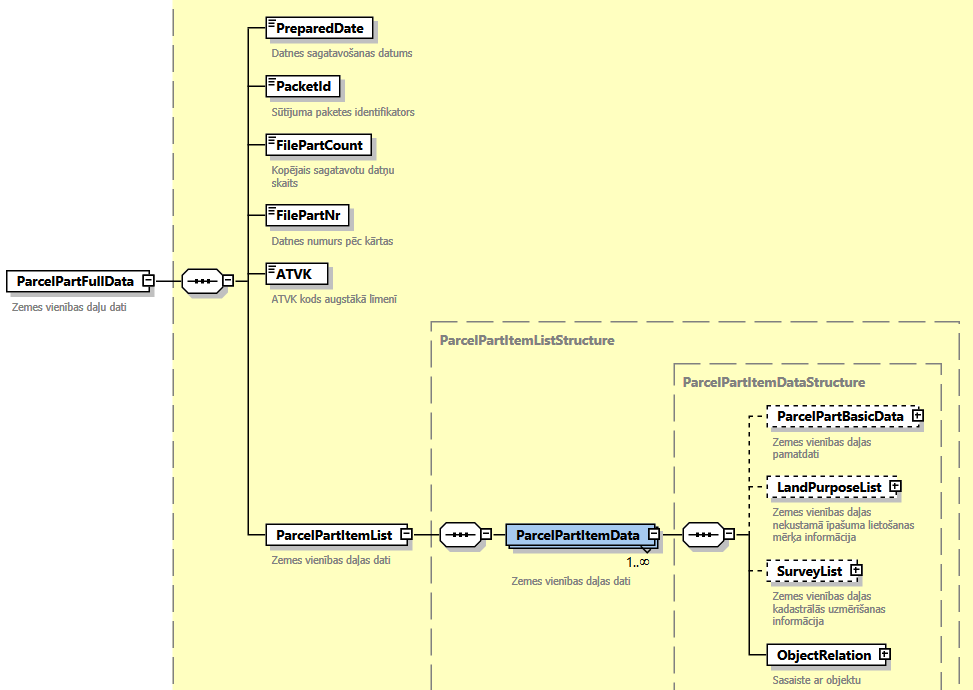 PreparedDate
Datnes sagatavošanas datums
PacketId
Sūtījuma paketes identifikators
FilePartCount
Kopējais sagatavotu datņu
skaits
FilePartNr
Datnes numurs pēc kārtas
ParcelPartFullData
Zemes vienības daļu dati
ATVK
ATVK kods augstākā līmenī
ParcelPartItemListStructure
ParcelPartItemDataStructure
ParcelPartBasicData
Zemes vienības daļas
pamatdati
LandPurposeList
Zemes vienības daļas
nekustamā īpašuma lietošanas
mērķa informācija
ParcelPartItemList
Zemes vienības daļas dati
ParcelPartItemData
1..∞
Zemes vienības daļas dati
SurveyList
Zemes vienības daļas
kadastrālās uzmērīšanas
informācija
ObjectRelation
Sasaiste ar objektu